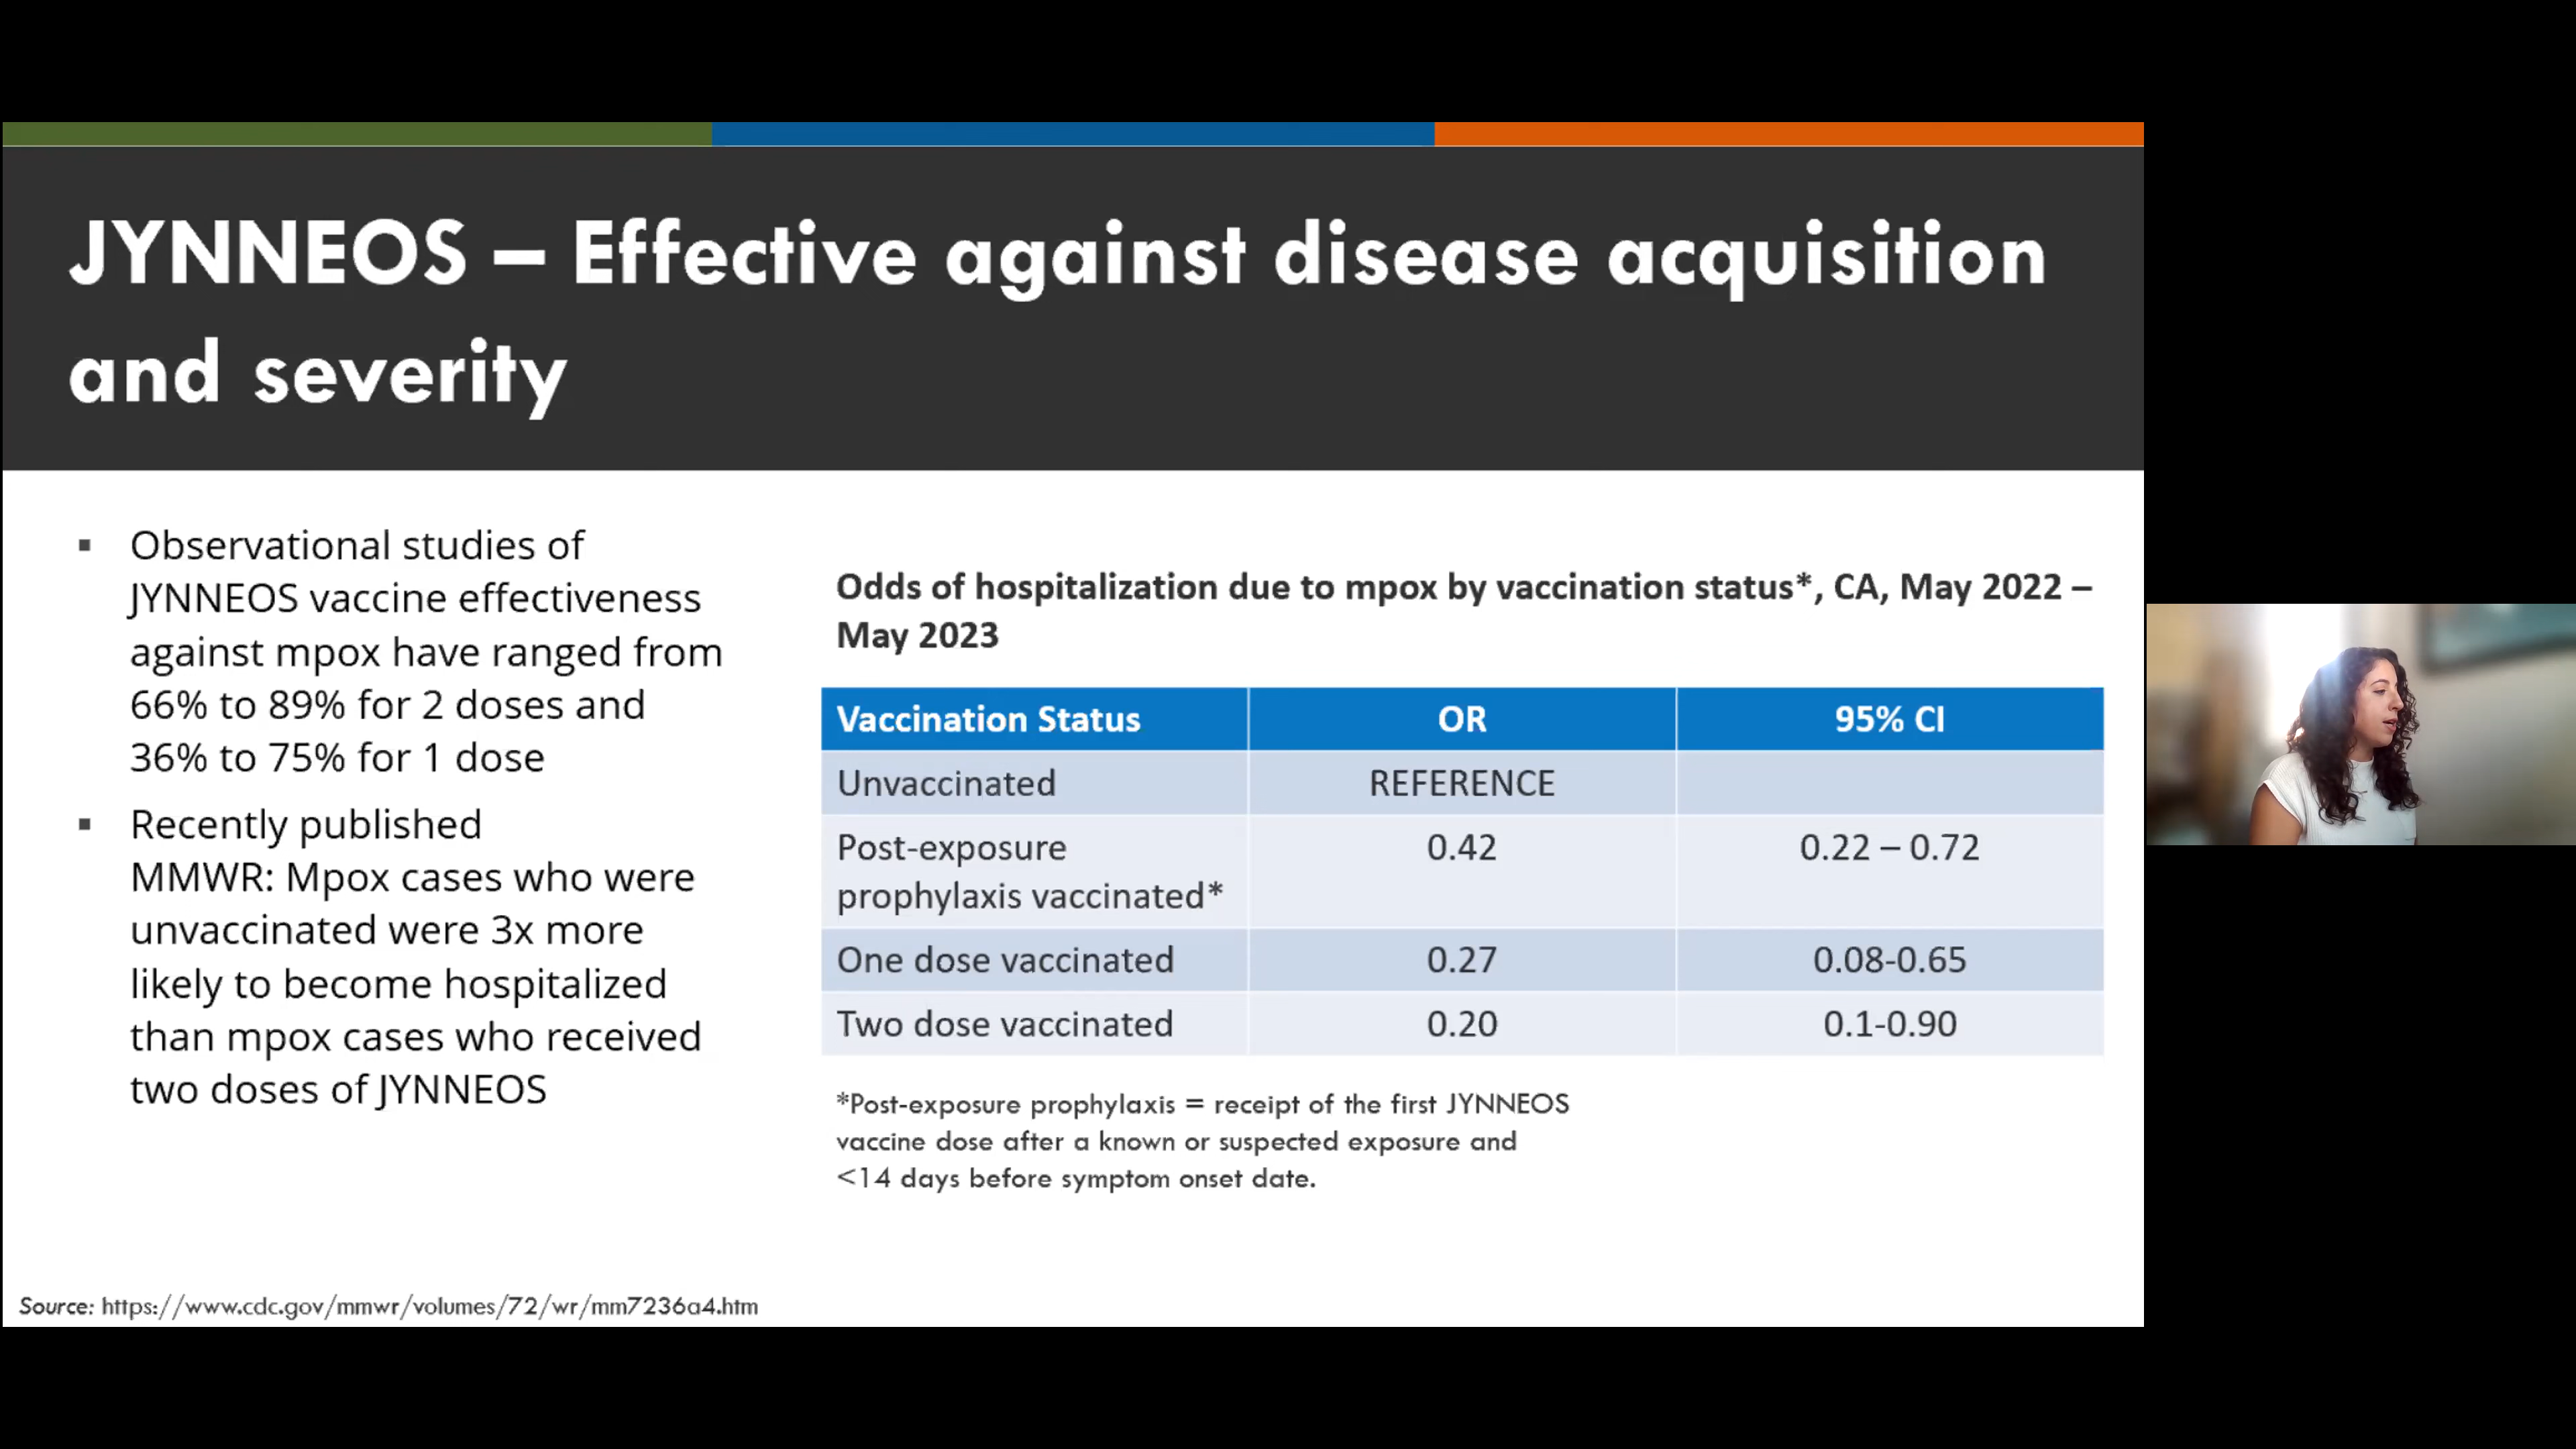 JYNNEOS – Effective against disease acquisition
and severity
▪ Observational studies of
JYNNEOS vaccine effectiveness
against mpox have ranged from
66% to 89% for 2 doses and
36% to 75% for 1 dose
▪ Recently published
MMWR: Mpox cases who were
unvaccinated were 3x more
likely to become hospitalized
than mpox cases who received
two doses of JYNNEOS
Odds of hospitalization due to mpox by vaccination status*, CA, May 2022 –
May 2023
Vaccination Status OR 95% CI
Unvaccinated REFERENCE
Post-exposure 0.42 0.22 – 0.72
prophylaxis vaccinated*
One dose vaccinated 0.27 0.08-0.65
Two dose vaccinated 0.20 0.1-0.90
*Post-exposure prophylaxis = receipt of the first JYNNEOS
vaccine dose after a known or suspected exposure and
<14 days before symptom onset date.
Source: https://www.cdc.gov/mmwr/volumes/72/wr/mm7236a4.htm